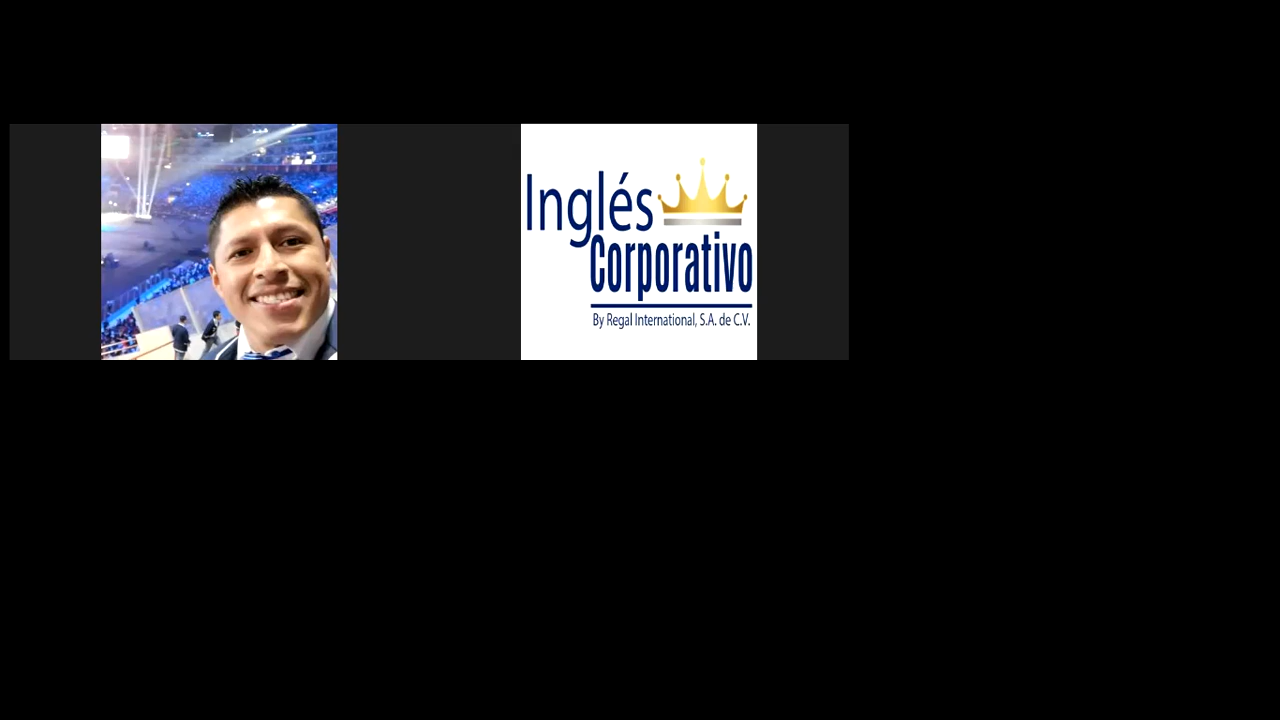 Inglés
Corporativo
By Regal International, S.A. de C.V.